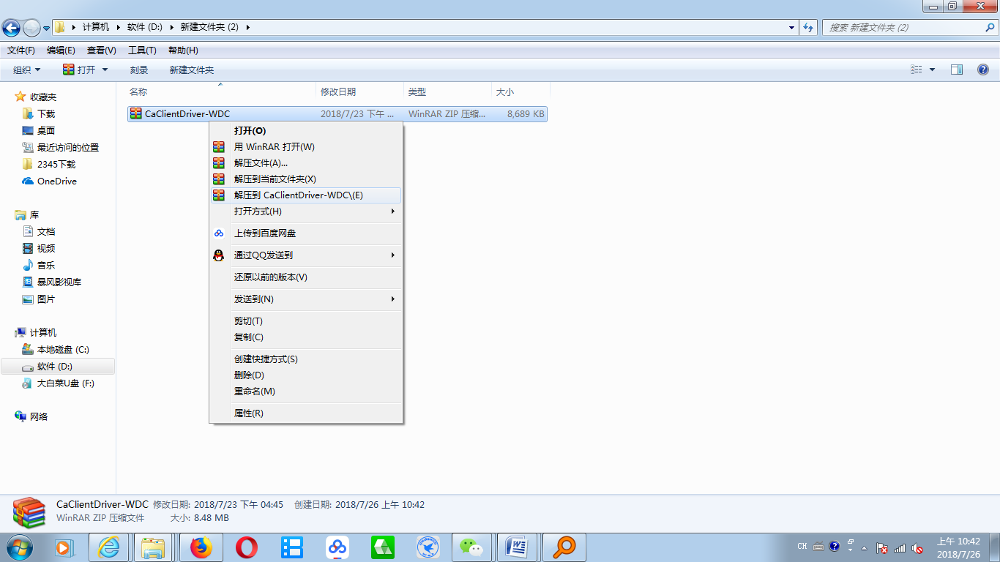 计算机 软件 (D:) 新建文件夹 (2)
搜索 新建文件夹 (2)
文件(F) 编辑(E) 查看(V) 工具(T) 帮助(H)
组织 打开 刻录 新建文件夹
名称 修改日期 类型 大小
CaClientDriver-WDC 2018/7/23 下午 ... WinRAR ZIP 压缩... 8,689 KB
收藏夹
下载
桌面
最近访问的位置
2345下载
OneDrive
库
文档
视频
音乐
暴风影视库
图片
计算机
本地磁盘 (C:)
软件 (D:)
大白菜U盘 (F:)
网络
打开(O)
用 WinRAR 打开(W)
解压文件(A)...
解压到当前文件夹(X)
解压到 CaClientDriver-WDC\(E)
打开方式(H)
上传到百度网盘
通过QQ发送到
还原以前的版本(V)
发送到(N)
剪切(T)
复制(C)
创建快捷方式(S)
删除(D)
重命名(M)
属性(R)
CaClientDriver-WDC 修改日期: 2018/7/23 下午 04:45 创建日期: 2018/7/26 上午 10:42
WinRAR ZIP 压缩文件 大小: 8.48 MB
CH
上午 10:42
2018/7/26